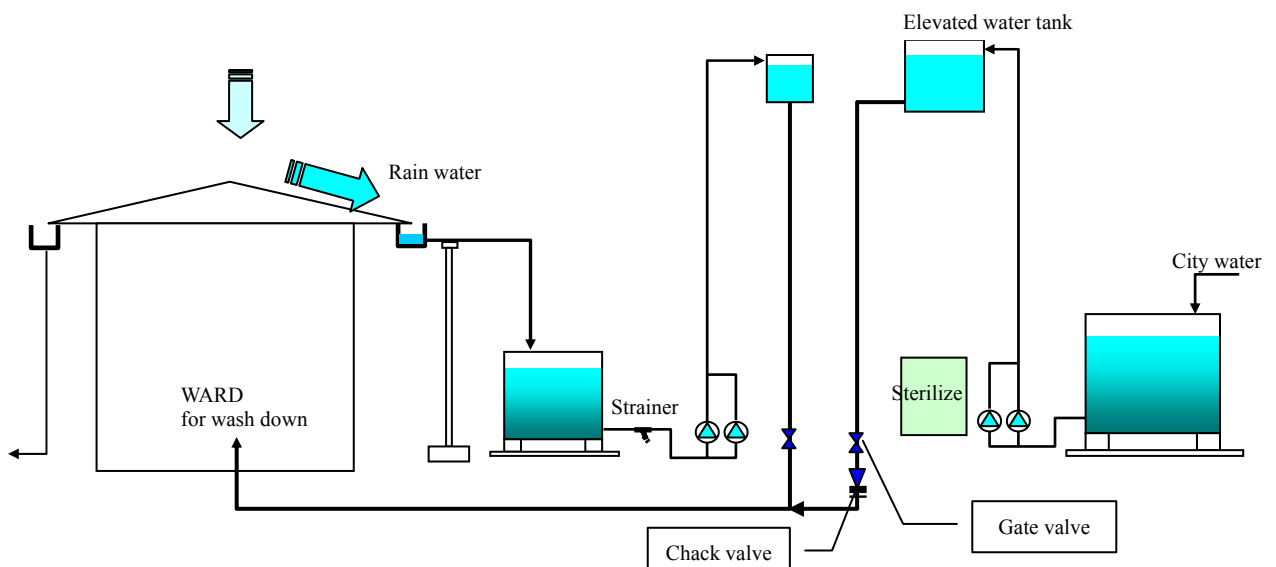 Elevated water tank
Rain water
City water
WARD
for wash down
Strainer
Sterilize
Gate valve
Chack valve